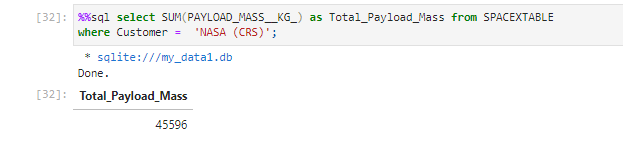 [32]: %%sql select SUM(PAYLOAD_MASS__KG_) as Total_Payload_Mass from SPACEXTABLE
where Customer =  'NASA (CRS)';
* sqlite:///my_data1.db
Done.
[32]: Total_Payload_Mass
45596